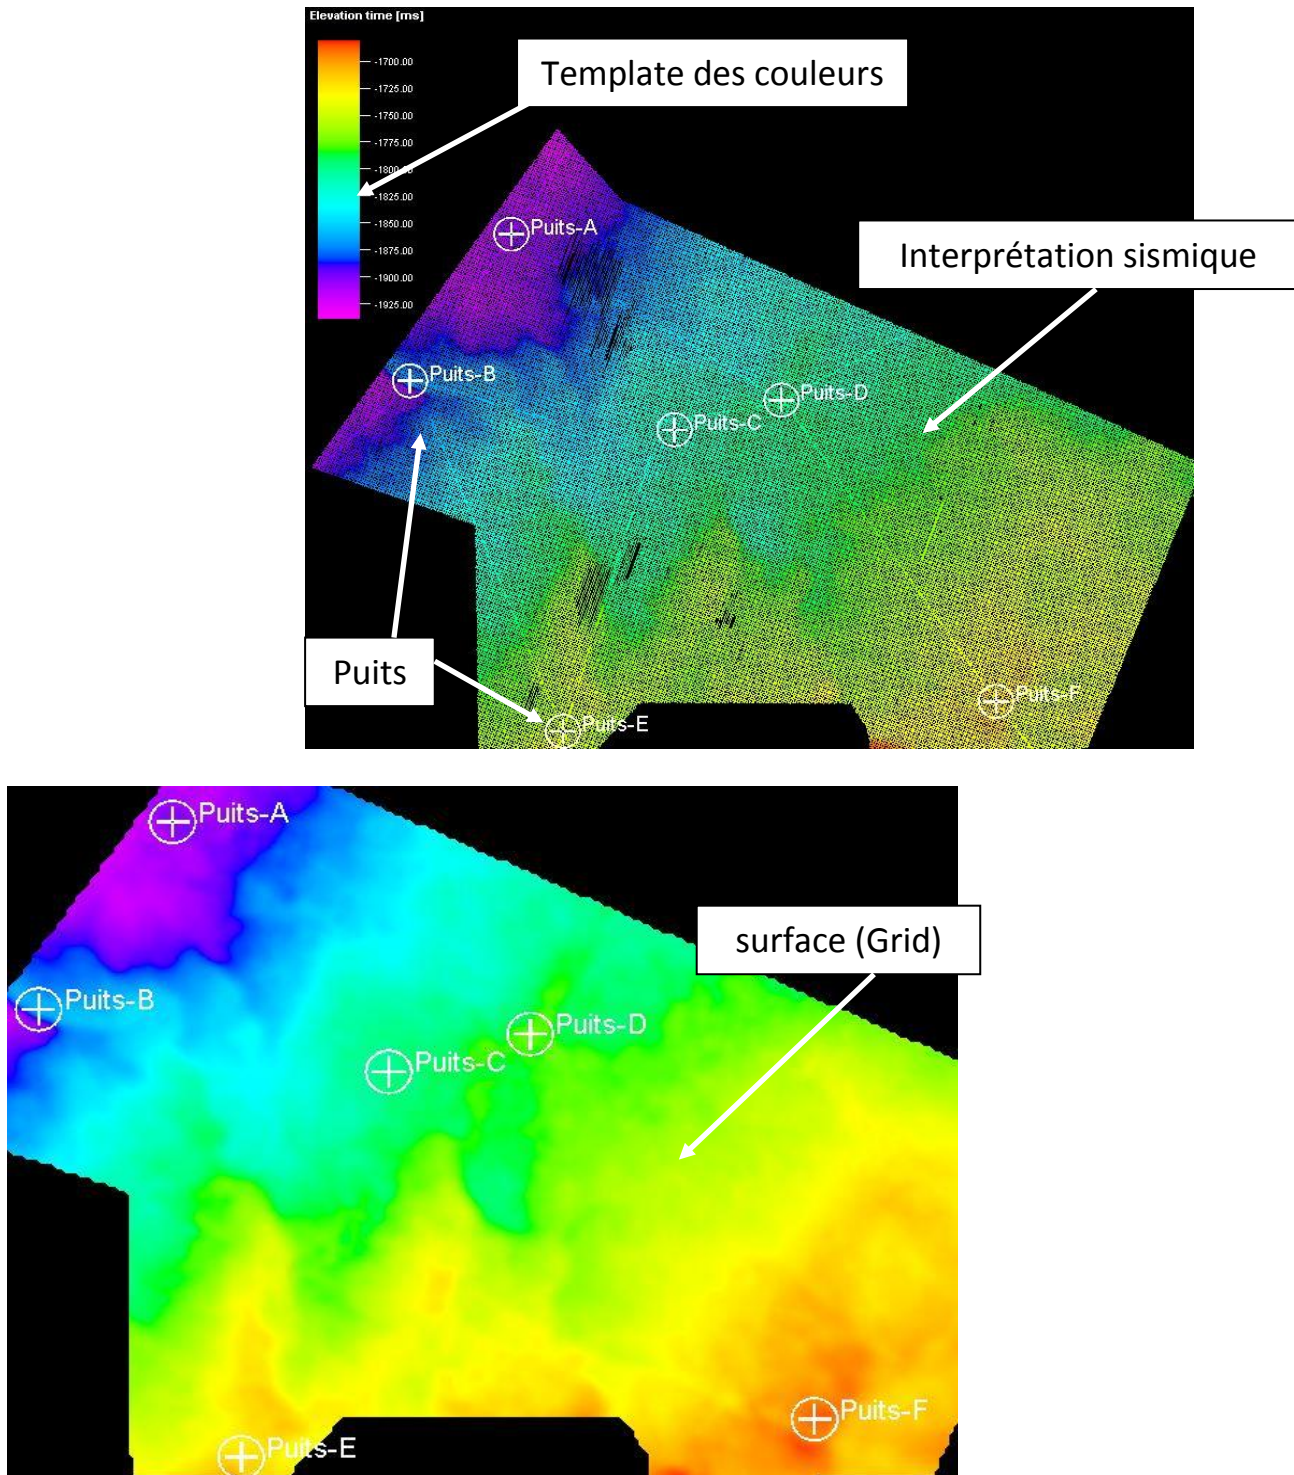 Elevation time [ms]
-1700.00
-1725.00
-1750.00
-1775.00
-1800.00
-1825.00
-1850.00
-1875.00
-1900.00
-1925.00
Template des couleurs
Puits-A
Interprétation sismique
Puits-B
Puits-D
Puits-C
Puits
Puits-F
Puits-E
Puits-A
surface (Grid)
Puits-B
Puits-D
Puits-C
Puits-F
Puits-E